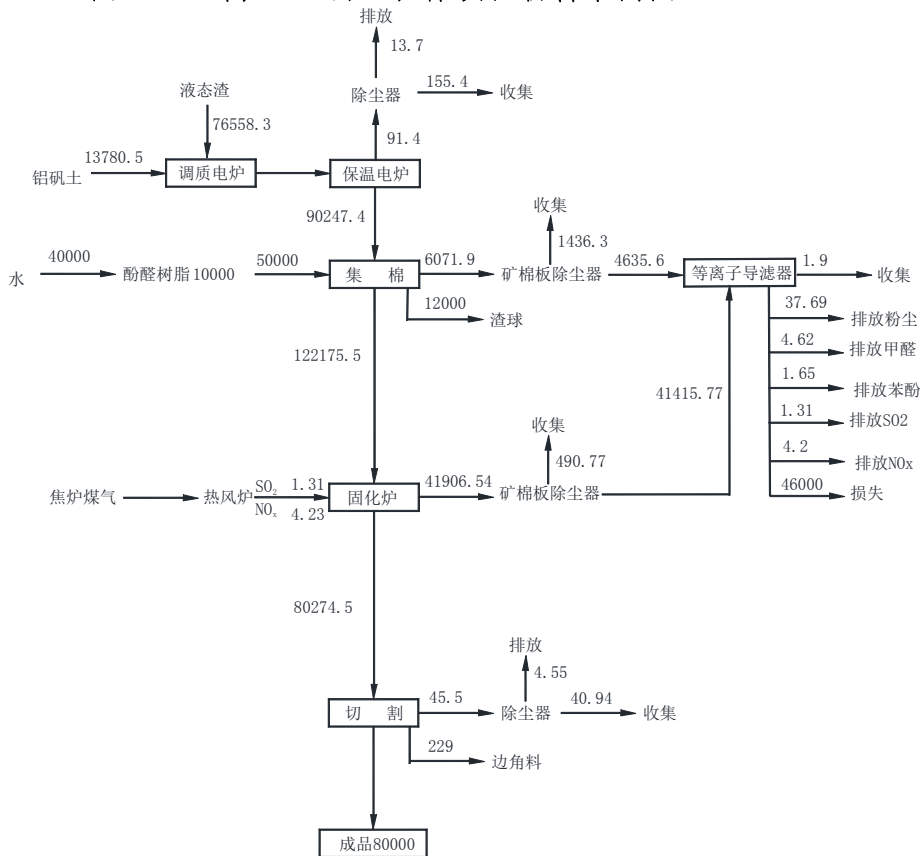 排放
13.7
155.4
液态渣
除尘器
收集
76558.3
91.4
13780.5
铝矾土
调质电炉
保温电炉
90247.4
收集
1436.3
40000
50000
6071.9
4635.6
1.9
水
酚醛树脂10000
集 棉
矿棉板除尘器
等离子导滤器
收集
12000
渣球
37.69
排放粉尘
122175.5
4.62
排放甲醛
1.65
41415.77
排放苯酚
1.31
排放SO2
收集
490.77
4.2
排放NOx
焦炉煤气
热风炉
SO₂ 1.31
NOₓ 4.23
固化炉
41906.54
矿棉板除尘器
46000
损失
80274.5
排放
4.55
45.5
40.94
切 割
除尘器
收集
229
边角料
成品80000